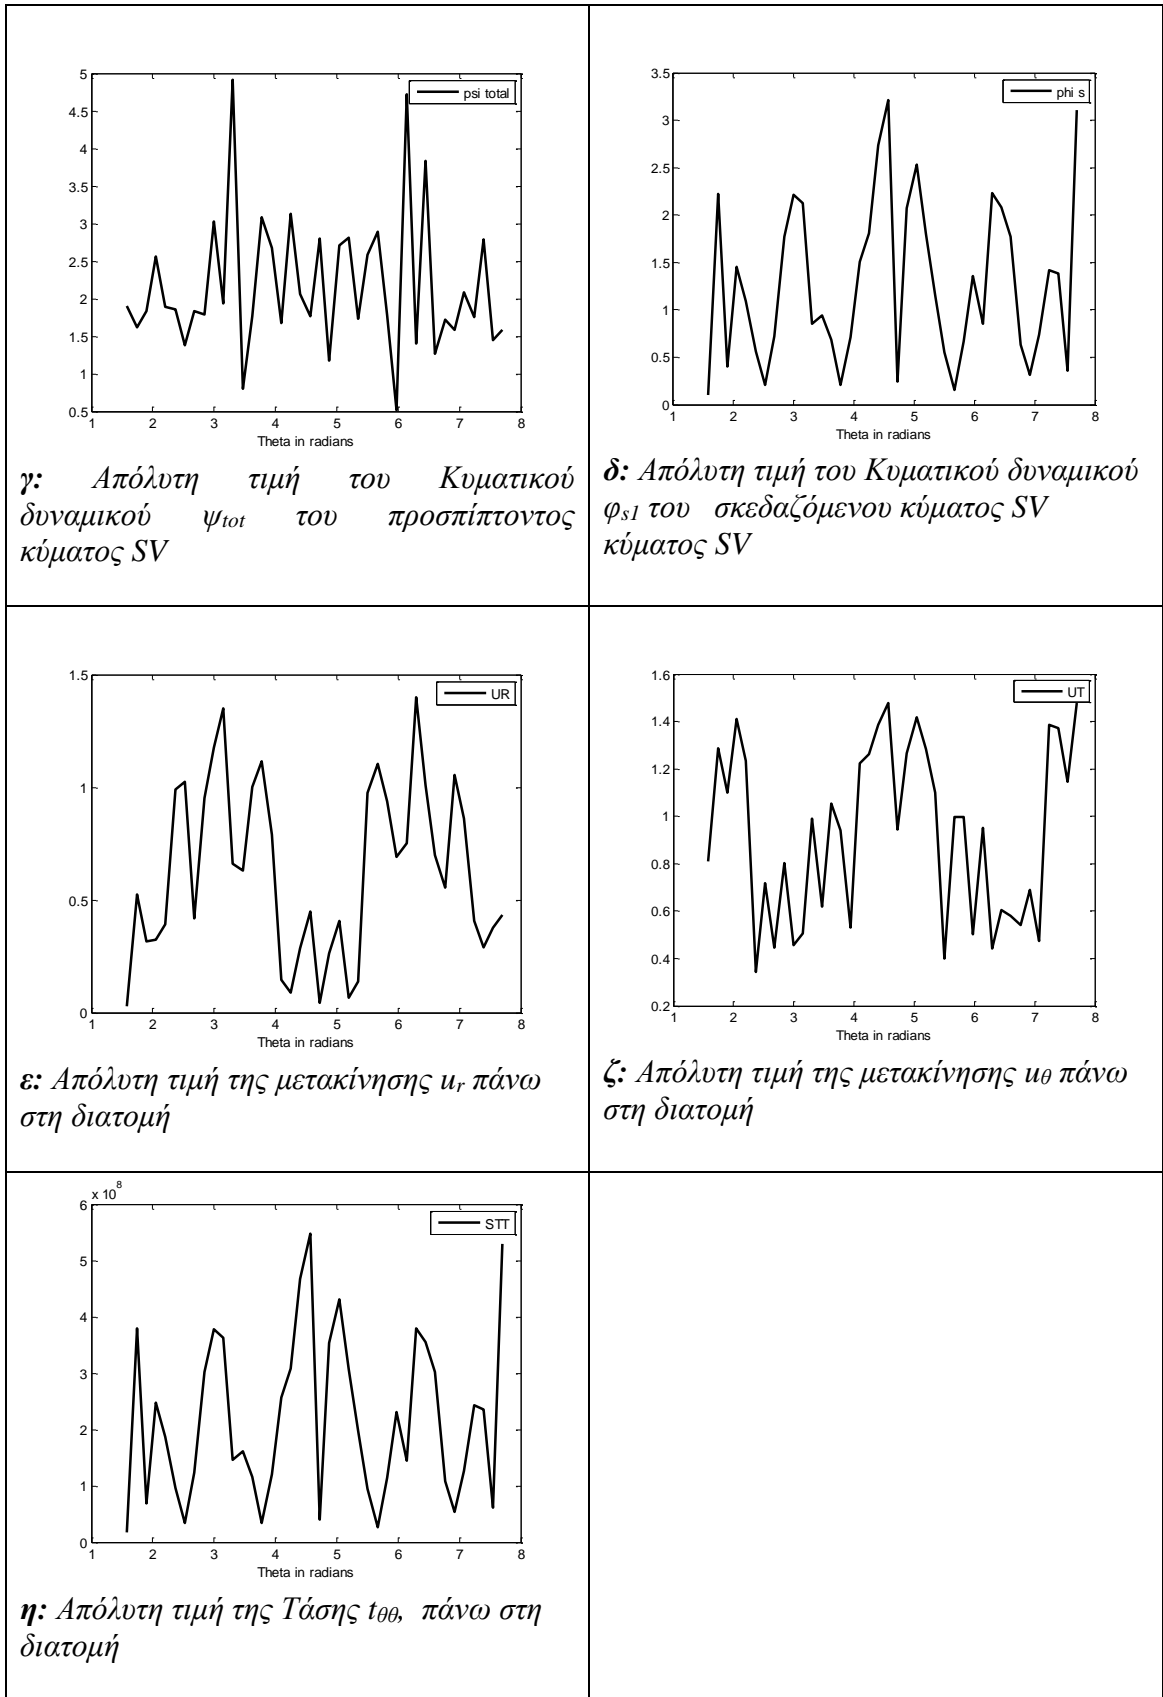 5
4.5
4
3.5
3
2.5
2
1.5
1
0.5
1 2 3 4 5 6 7 8
Theta in radians
psi total
γ: Απόλυτη τιμή του Κυματικού
δυναμικού ψtot του προσπίπτοντος
κύματος SV
3.5
3
2.5
2
1.5
1
0.5
0
1 2 3 4 5 6 7 8
Theta in radians
phi s
δ: Απόλυτη τιμή του Κυματικού δυναμικού
φs1 του σκεδαζόμενου κύματος SV
κύματος SV
1.5
1
0.5
0
1 2 3 4 5 6 7 8
Theta in radians
UR
ε: Απόλυτη τιμή της μετακίνησης ur πάνω
στη διατομή
1.6
1.4
1.2
1
0.8
0.6
0.4
0.2
1 2 3 4 5 6 7 8
Theta in radians
UT
ζ: Απόλυτη τιμή της μετακίνησης uθ πάνω
στη διατομή
x 10^8
6
5
4
3
2
1
0
1 2 3 4 5 6 7 8
Theta in radians
STT
η: Απόλυτη τιμή της Τάσης tθθ, πάνω στη
διατομή